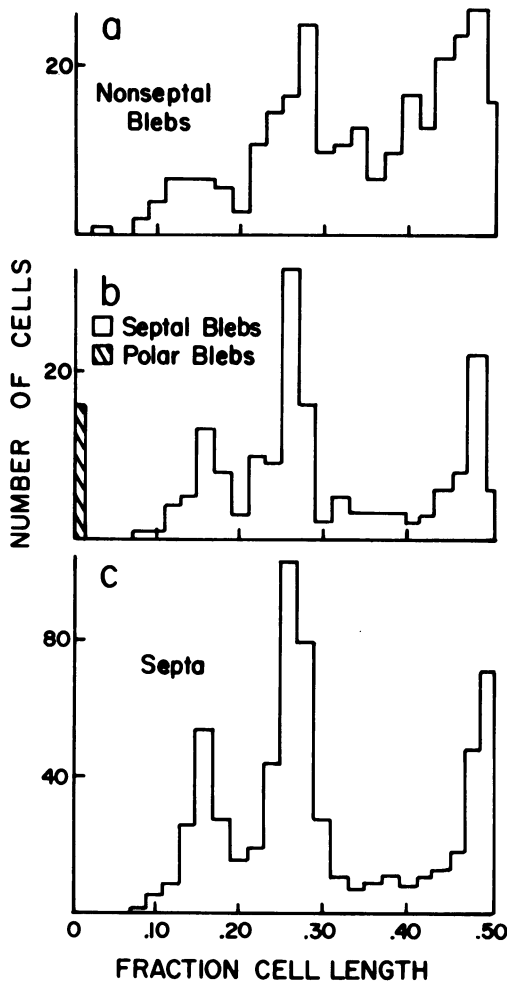 a
20
Nonseptal
Blebs
b
Septal Blebs
Polar Blebs
20
NUMBER OF CELLS
c
80
Septa
40
0 .10 .20 .30 .40 .50
FRACTION CELL LENGTH